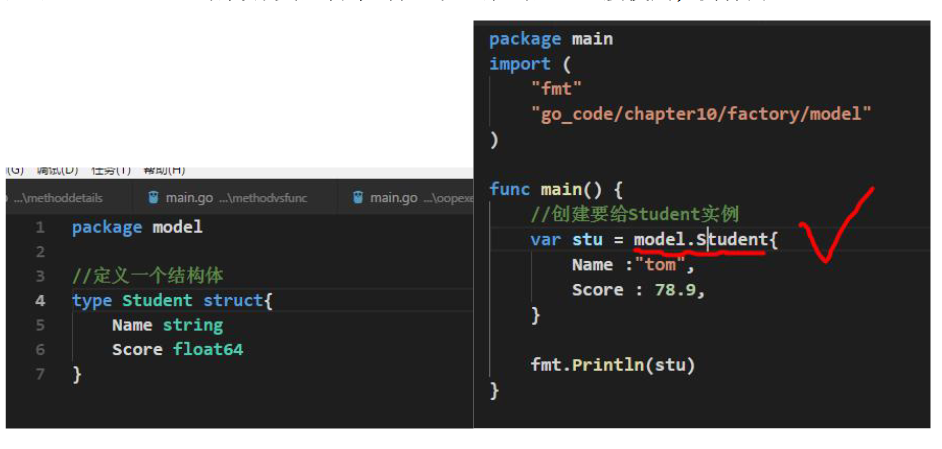 (G) 调试(D) 任务(T) 帮助(H)
...\methoddetails main.go ...\methodvsfunc main.go ...\oopexe
1 package model
2
3 //定义一个结构体
4 type Student struct{
5 Name string
6 Score float64
7 }
package main
import (
"fmt"
"go_code/chapter10/factory/model"
)
func main() {
//创建要给Student实例
var stu = model.Student{
Name :"tom",
Score : 78.9,
}
fmt.Println(stu)
}